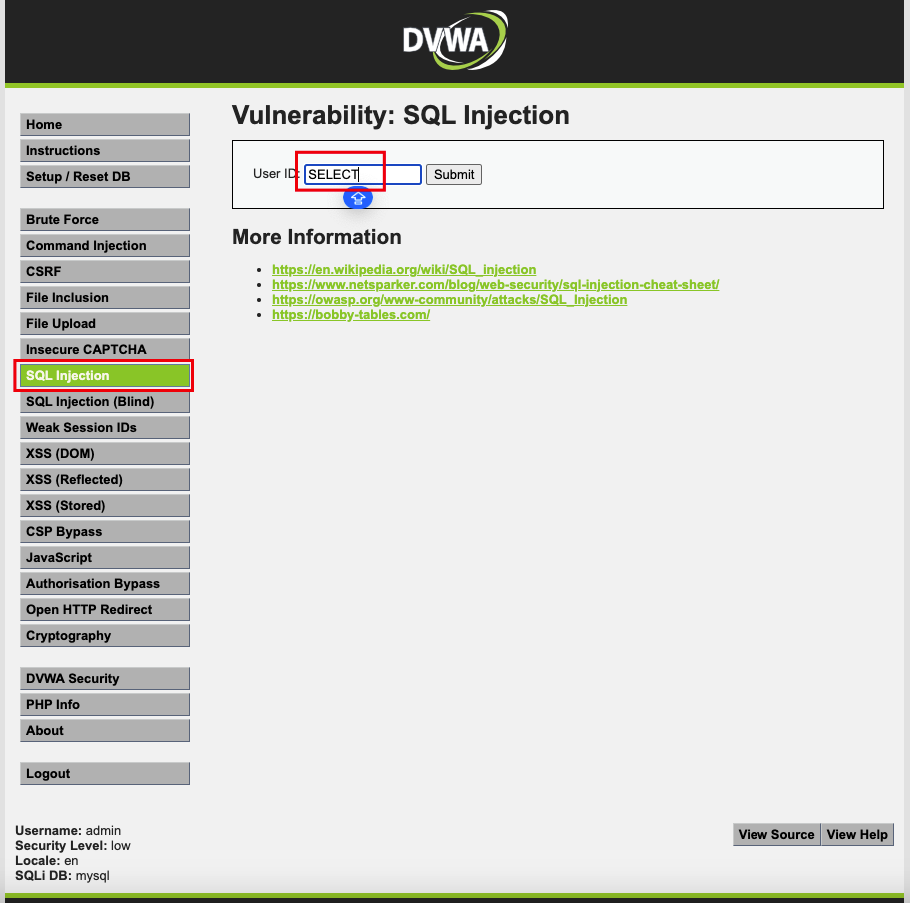 DVWA
Vulnerability: SQL Injection
Home
Instructions
Setup / Reset DB
Brute Force
Command Injection
CSRF
File Inclusion
File Upload
Insecure CAPTCHA
SQL Injection
SQL Injection (Blind)
Weak Session IDs
XSS (DOM)
XSS (Reflected)
XSS (Stored)
CSP Bypass
JavaScript
Authorisation Bypass
Open HTTP Redirect
Cryptography
DVWA Security
PHP Info
About
Logout
User ID: SELECT Submit
More Information
https://en.wikipedia.org/wiki/SQL_injection
https://www.netsparker.com/blog/web-security/sql-injection-cheat-sheet/
https://owasp.org/www-community/attacks/SQL_Injection
https://bobby-tables.com/
Username: admin
Security Level: low
Locale: en
SQLi DB: mysql
View Source View Help